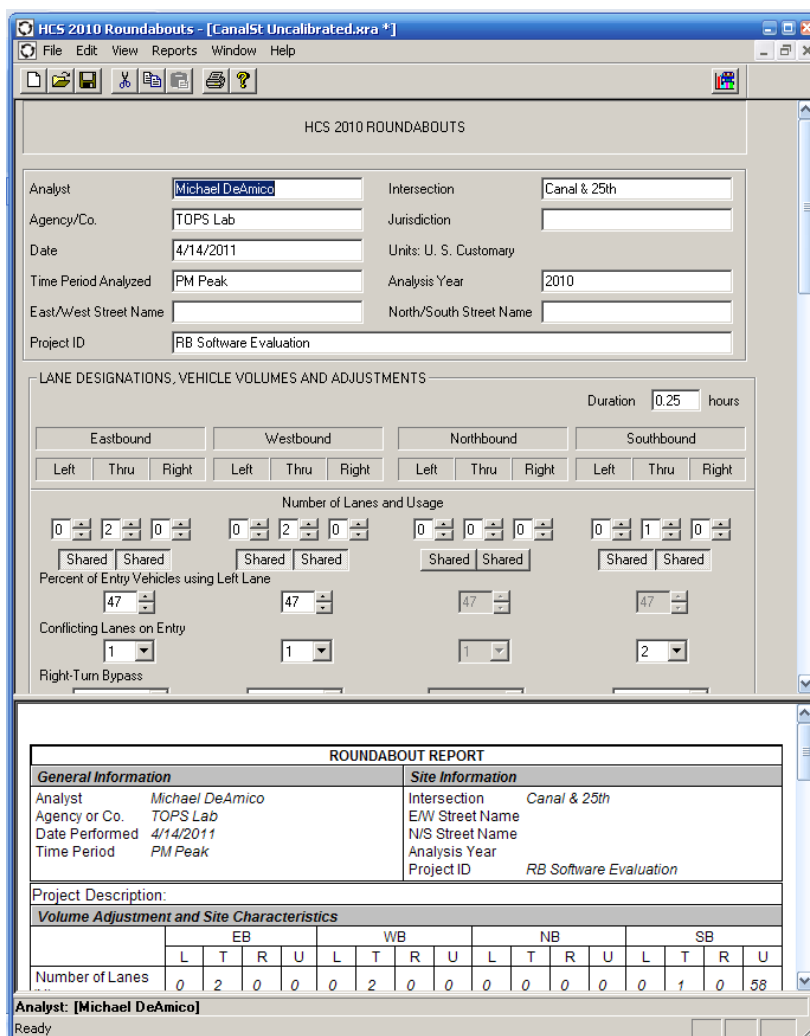 HCS 2010 Roundabouts - [CanalSt Uncalibrated.xra *]
File Edit View Reports Window Help
HCS 2010 ROUNDABOUTS
Analyst Michael DeAmico Intersection Canal & 25th
Agency/Co. TOPS Lab Jurisdiction
Date 4/14/2011 Units: U. S. Customary
Time Period Analyzed PM Peak Analysis Year 2010
East/West Street Name North/South Street Name
Project ID RB Software Evaluation
LANE DESIGNATIONS, VEHICLE VOLUMES AND ADJUSTMENTS
Duration 0.25 hours
Eastbound Westbound Northbound Southbound
Left Thru Right Left Thru Right Left Thru Right Left Thru Right
Number of Lanes and Usage
0 2 0 0 2 0 0 0 0 0 1 0
Shared Shared Shared Shared Shared Shared Shared Shared
Percent of Entry Vehicles using Left Lane
47 47 47 47
Conflicting Lanes on Entry
1 1 1 2
Right-Turn Bypass
ROUNDABOUT REPORT
General Information Site Information
Analyst Michael DeAmico Intersection Canal & 25th
Agency or Co. TOPS Lab E/W Street Name
Date Performed 4/14/2011 N/S Street Name
Time Period PM Peak Analysis Year
Project ID RB Software Evaluation
Project Description:
Volume Adjustment and Site Characteristics
EB WB NB SB
L T R U L T R U L T R U L T R U
Number of Lanes 0 2 0 0 0 2 0 0 0 0 0 0 0 1 0 58
Analyst: [Michael DeAmico]
Ready